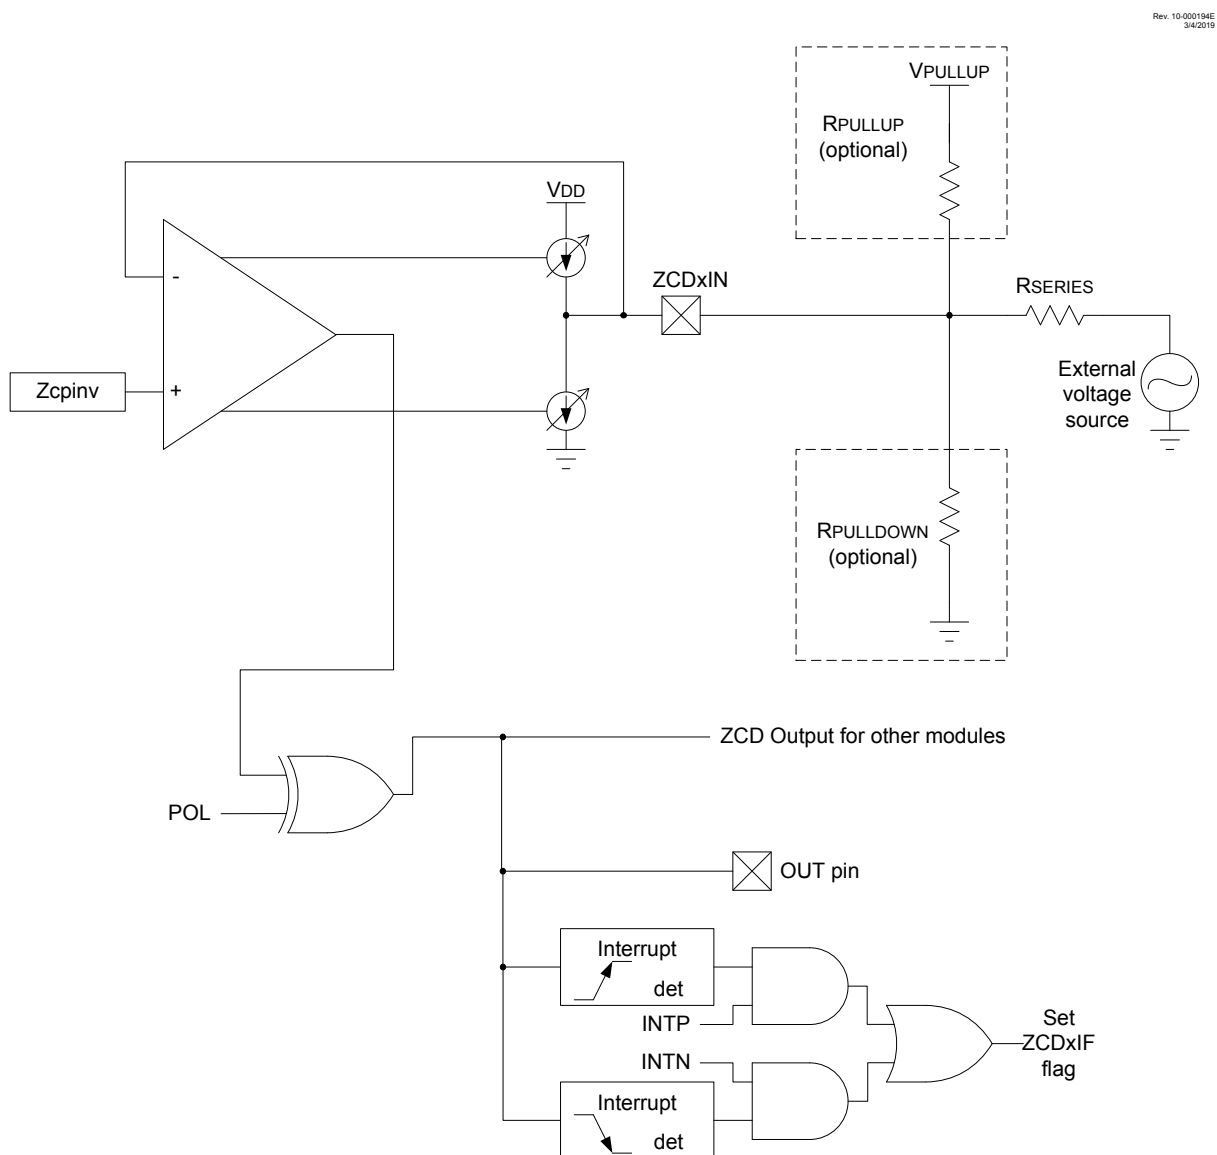 Rev. 10-000194E
3/4/2019
VPULLUP
RPULLUP
(optional)
VDD
ZCDxIN
RSERIES
-
Zcpinv
+
External
voltage
source
RPULLDOWN
(optional)
ZCD Output for other modules
POL
OUT pin
Interrupt
det
INTP
Set
ZCDxIF
flag
INTN
Interrupt
det